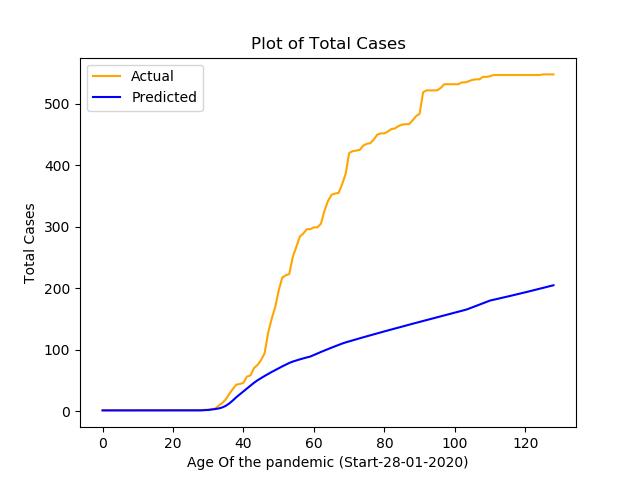 Plot of Total Cases
Actual
Predicted
Total Cases
500
400
300
200
100
0
0 20 40 60 80 100 120
Age Of the pandemic (Start-28-01-2020)